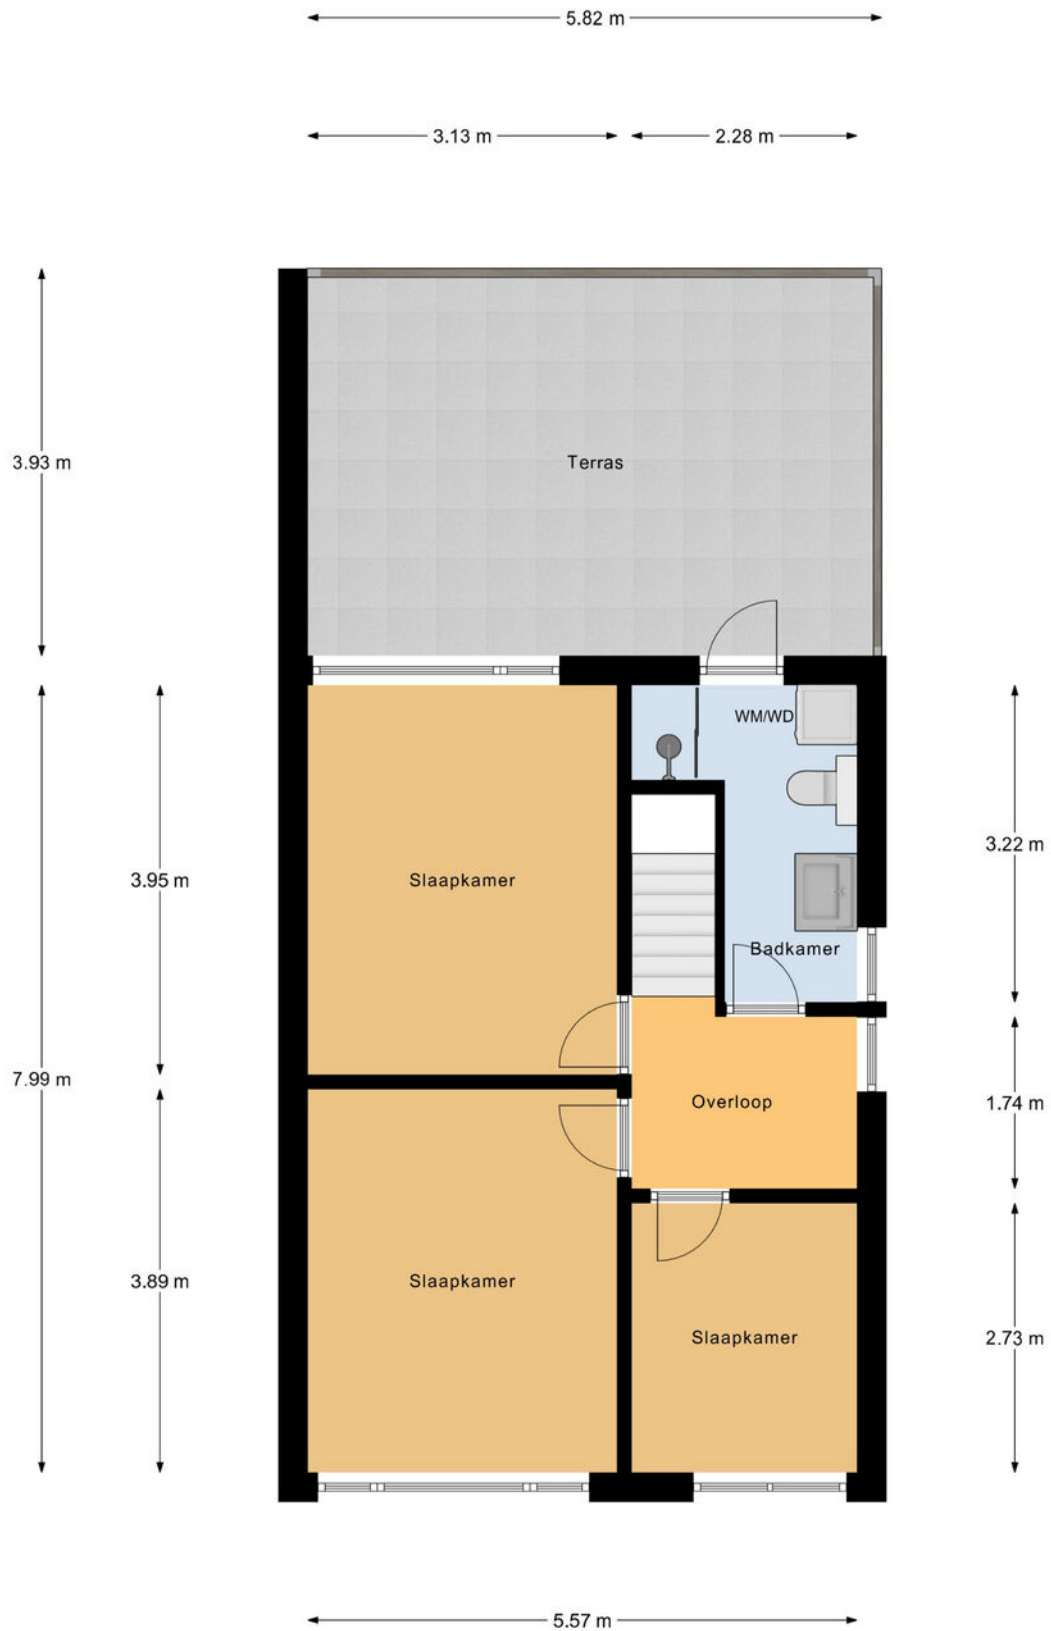 5.82 m
3.13 m
2.28 m
3.93 m
Terras
WM/WD
3.22 m
3.95 m
Slaapkamer
Badkamer
7.99 m
Overloop
1.74 m
3.89 m
Slaapkamer
Slaapkamer
2.73 m
5.57 m